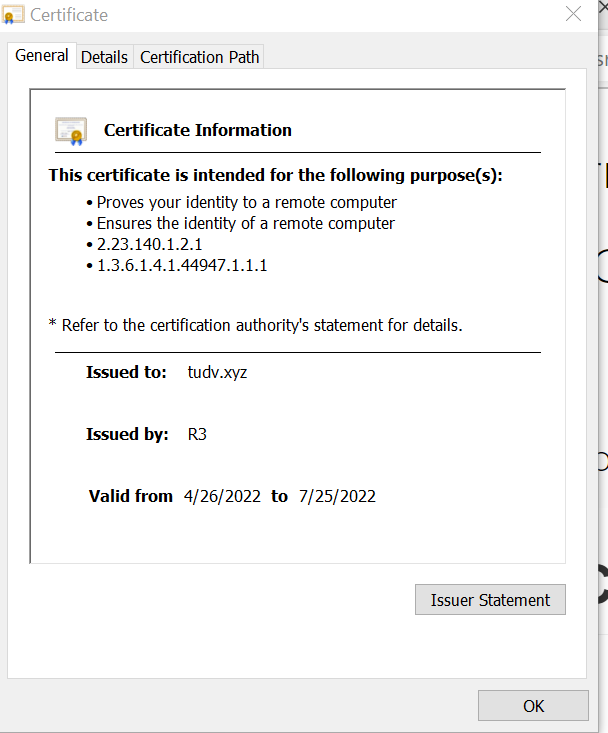 Certificate
General Details Certification Path
Certificate Information
This certificate is intended for the following purpose(s):
• Proves your identity to a remote computer
• Ensures the identity of a remote computer
• 2.23.140.1.2.1
• 1.3.6.1.4.1.44947.1.1.1
* Refer to the certification authority's statement for details.
Issued to: tudv.xyz
Issued by: R3
Valid from 4/26/2022 to 7/25/2022
Issuer Statement
OK